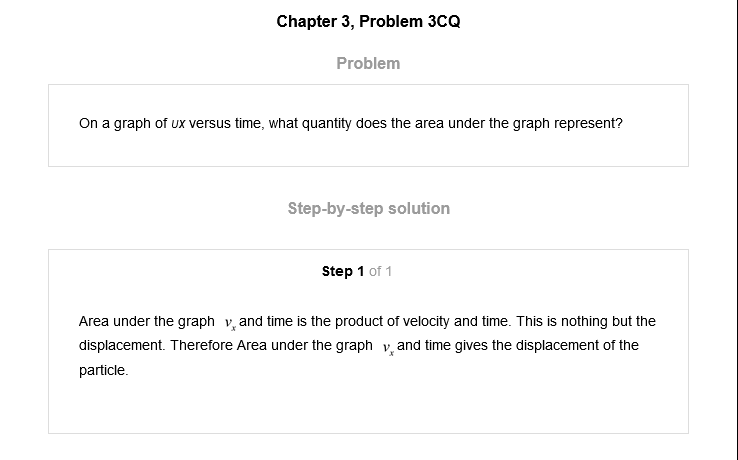 Chapter 3, Problem 3CQ
Problem
On a graph of υx versus time, what quantity does the area under the graph represent?
Step-by-step solution
Step 1 of 1
Area under the graph vₓ and time is the product of velocity and time. This is nothing but the
displacement. Therefore Area under the graph vₓ and time gives the displacement of the
particle.